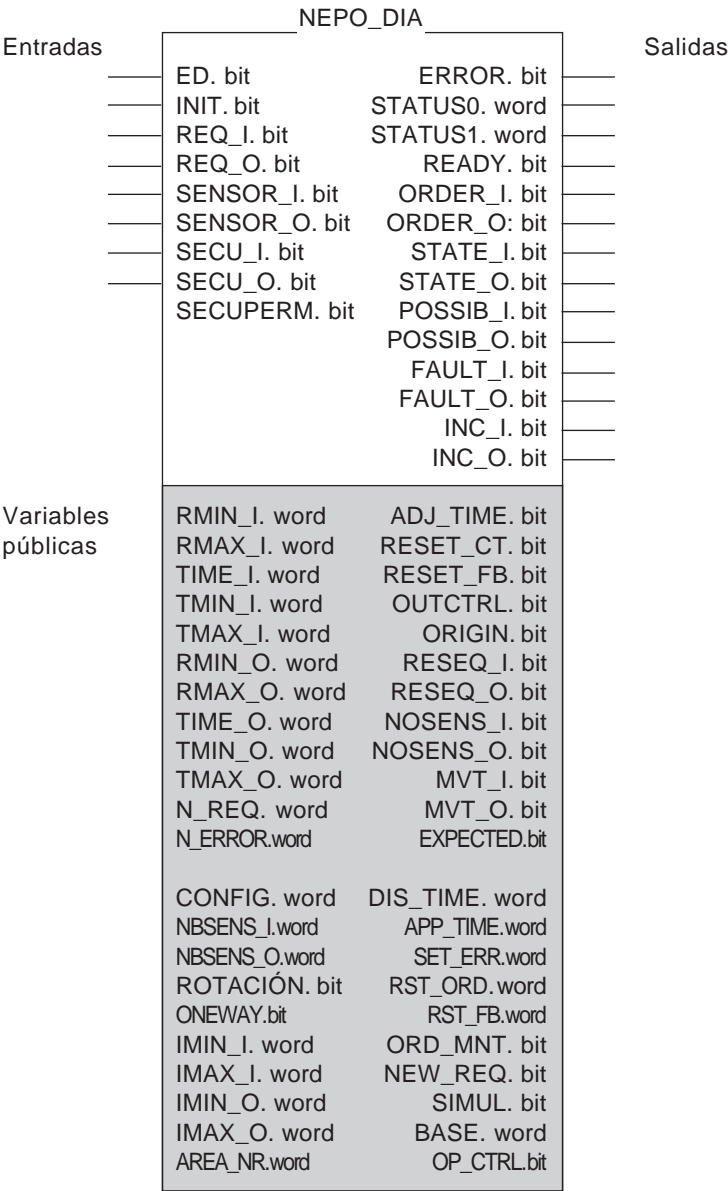 NEPO_DIA
Entradas Salidas
ED. bit ERROR. bit
INIT. bit STATUS0. word
REQ_I. bit STATUS1. word
REQ_O. bit READY. bit
SENSOR_I. bit ORDER_I. bit
SENSOR_O. bit ORDER_O: bit
SECU_I. bit STATE_I. bit
SECU_O. bit STATE_O. bit
SECUPERM. bit POSSIB_I. bit
POSSIB_O. bit
FAULT_I. bit
FAULT_O. bit
INC_I. bit
INC_O. bit
Variables RMIN_I. word ADJ_TIME. bit
públicas RMAX_I. word RESET_CT. bit
TIME_I. word RESET_FB. bit
TMIN_I. word OUTCTRL. bit
TMAX_I. word ORIGIN. bit
RMIN_O. word RESEQ_I. bit
RMAX_O. word RESEQ_O. bit
TIME_O. word NOSENS_I. bit
TMIN_O. word NOSENS_O. bit
TMAX_O. word MVT_I. bit
N_REQ. word MVT_O. bit
N_ERROR.word EXPECTED.bit
CONFIG. word DIS_TIME. word
NBSENS_I.word APP_TIME.word
NBSENS_O.word SET_ERR.word
ROTACIÓN. bit RST_ORD. word
ONEWAY.bit RST_FB.word
IMIN_I. word ORD_MNT. bit
IMAX_I. word NEW_REQ. bit
IMIN_O. word SIMUL. bit
IMAX_O. word BASE. word
AREA_NR.word OP_CTRL.bit